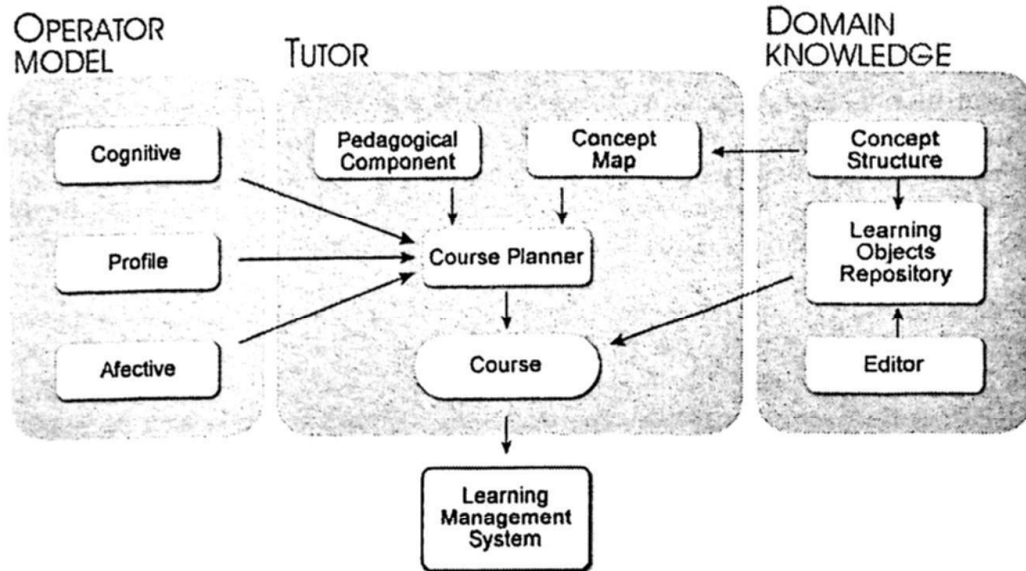 OPERATOR
MODEL
TUTOR
DOMAIN
KNOWLEDGE
Cognitive
Profile
Afective
Pedagogical
Component
Concept
Map
Course Planner
Course
Concept
Structure
Learning
Objects
Repository
Editor
Learning
Management
System